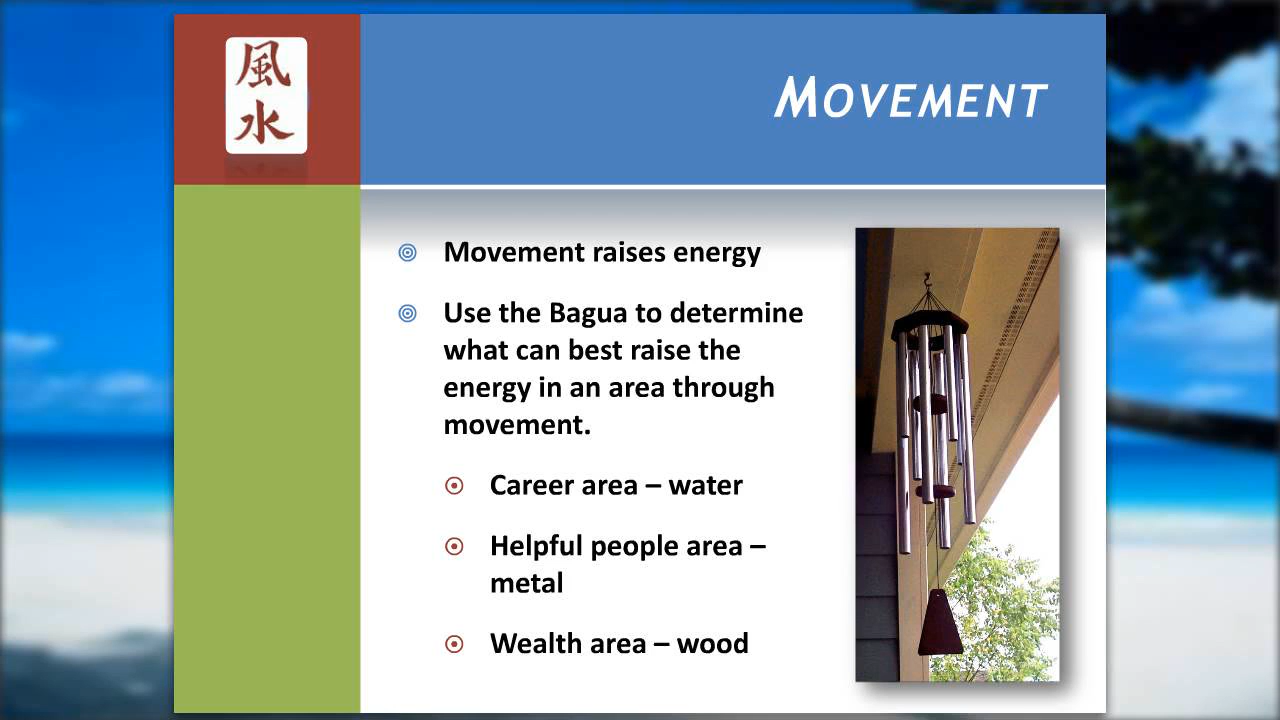 風
水
MOVEMENT
Movement raises energy
Use the Bagua to determine
what can best raise the
energy in an area through
movement.
Career area – water
Helpful people area –
metal
Wealth area – wood